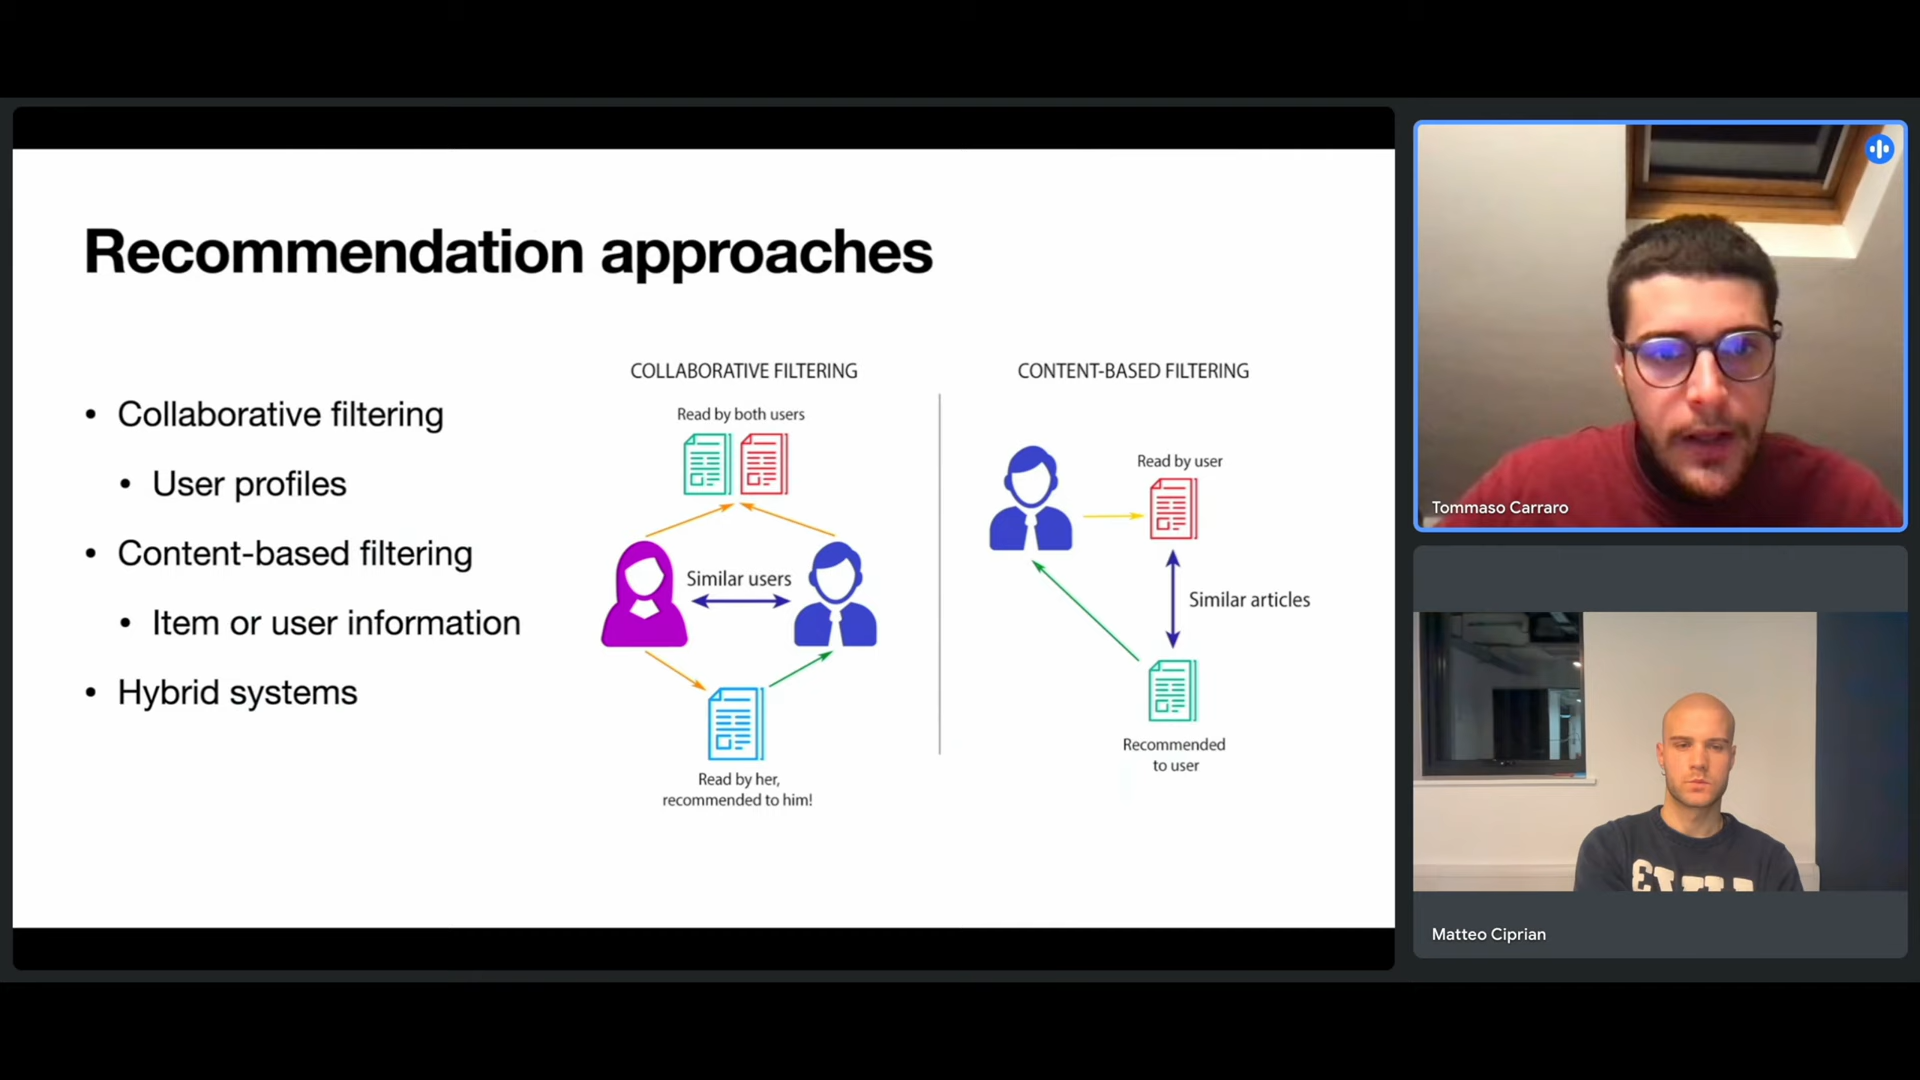 Recommendation approaches
• Collaborative filtering
• User profiles
• Content-based filtering
• Item or user information
• Hybrid systems
COLLABORATIVE FILTERING
Read by both users
Similar users
Read by her,
recommended to him!
CONTENT-BASED FILTERING
Read by user
Similar articles
Recommended
to user
Tommaso Carraro
Matteo Ciprian